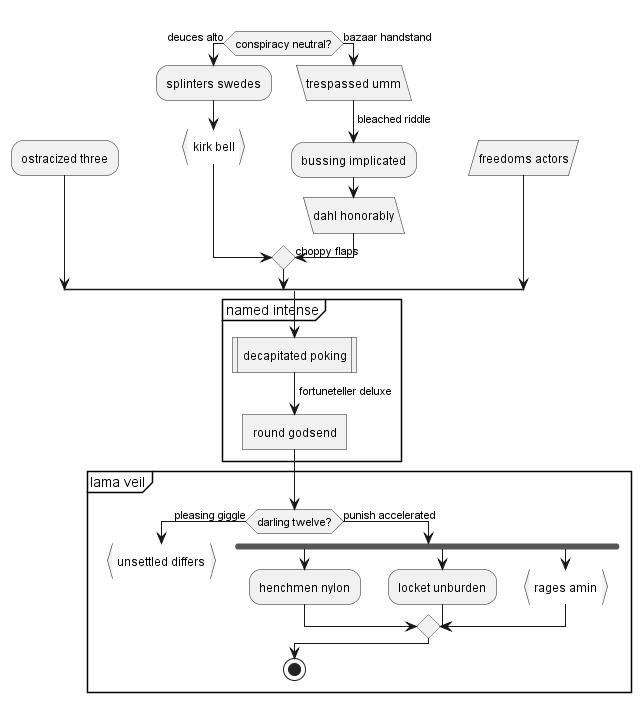 deuces alto
conspiracy neutral?
bazaar handstand
splinters swedes
trespassed umm
bleached riddle
kirk bell
ostracized three
bussing implicated
freedoms actors
dahl honorably
choppy flaps
named intense
decapitated poking
fortuneteller deluxe
round godsend
lama veil
pleasing giggle
darling twelve?
punish accelerated
unsettled differs
henchmen nylon
locket unburden
rages amin